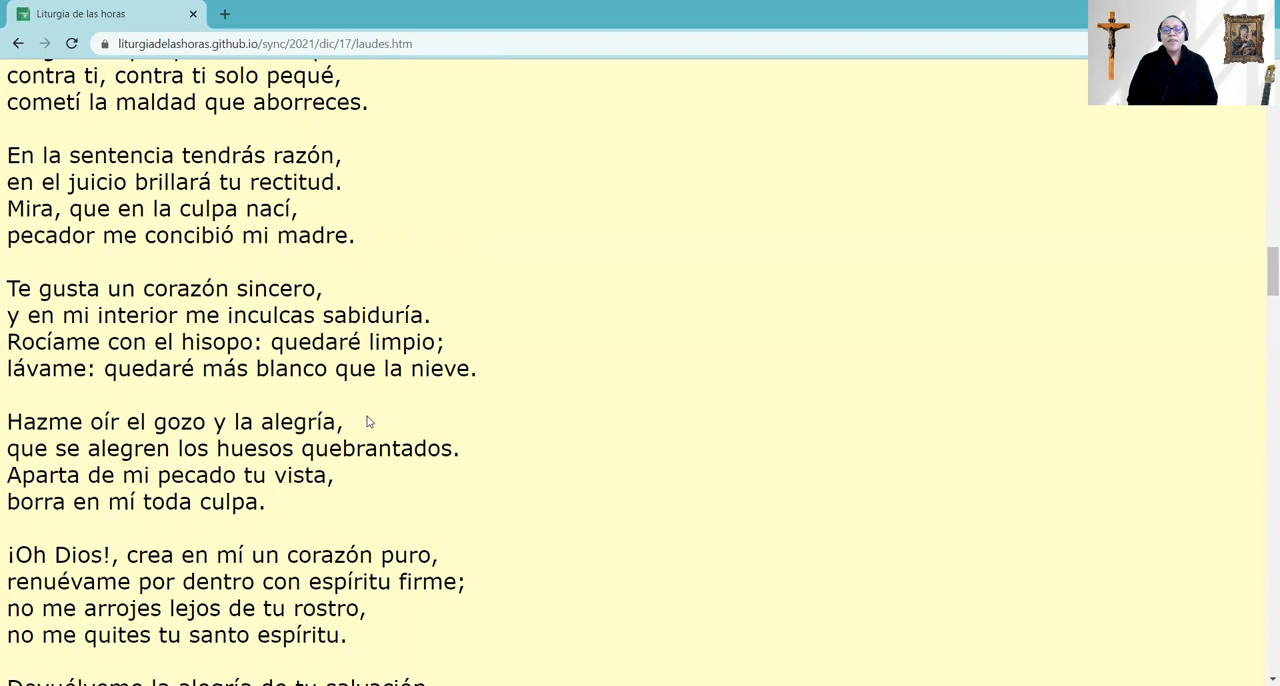 Liturgia de las horas
liturgiadelashoras.github.io/sync/2021/dic/17/laudes.htm
contra ti, contra ti solo pequé,
cometí la maldad que aborreces.
En la sentencia tendrás razón,
en el juicio brillará tu rectitud.
Mira, que en la culpa nací,
pecador me concibió mi madre.
Te gusta un corazón sincero,
y en mi interior me inculcas sabiduría.
Rocíame con el hisopo: quedaré limpio;
lávame: quedaré más blanco que la nieve.
Hazme oír el gozo y la alegría,
que se alegren los huesos quebrantados.
Aparta de mi pecado tu vista,
borra en mí toda culpa.
¡Oh Dios!, crea en mí un corazón puro,
renuévame por dentro con espíritu firme;
no me arrojes lejos de tu rostro,
no me quites tu santo espíritu.
Devuélveme la alegría de tu salvación